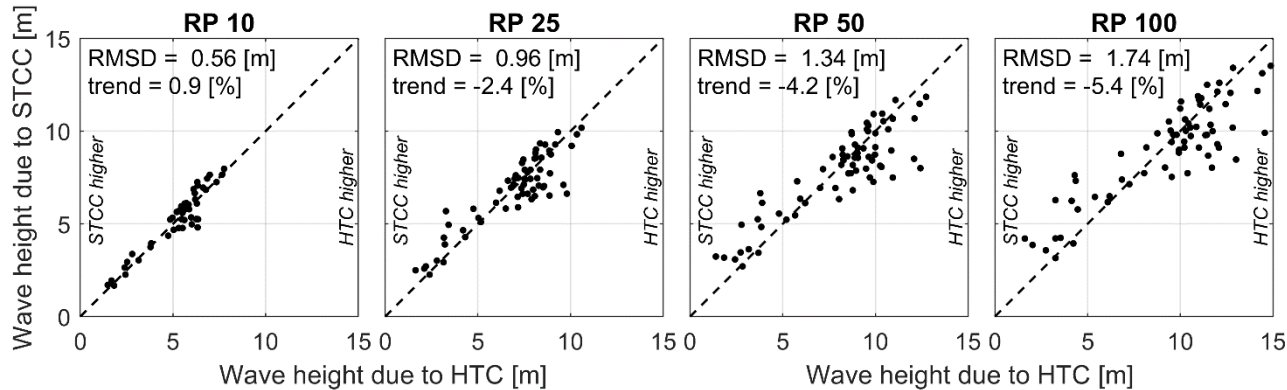 RP 10
RP 25
RP 50
RP 100
Wave height due to STCC [m]
15
10
5
0
RMSD = 0.56 [m]
trend = 0.9 [%]
STCC higher
HTC higher
0 5 10 15
RMSD = 0.96 [m]
trend = -2.4 [%]
STCC higher
HTC higher
0 5 10 15
RMSD = 1.34 [m]
trend = -4.2 [%]
STCC higher
HTC higher
0 5 10 15
RMSD = 1.74 [m]
trend = -5.4 [%]
STCC higher
HTC higher
0 5 10 15
Wave height due to HTC [m]
Wave height due to HTC [m]